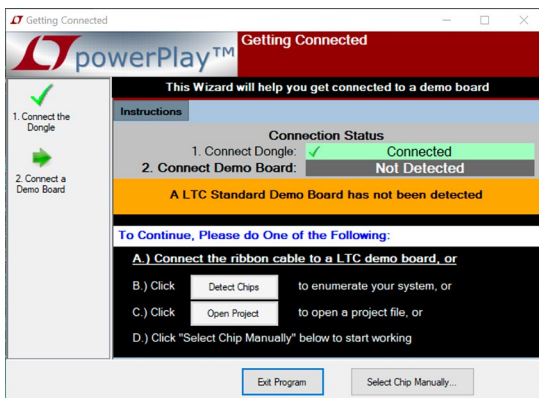 Getting Connected
powerPlay™
Getting Connected
This Wizard will help you get connected to a demo board
1. Connect the
Dongle
2. Connect a
Demo Board
Instructions
Connection Status
1. Connect Dongle: Connected
2. Connect Demo Board: Not Detected
A LTC Standard Demo Board has not been detected
To Continue, Please do One of the Following:
A.) Connect the ribbon cable to a LTC demo board, or
B.) Click Detect Chips to enumerate your system, or
C.) Click Open Project to open a project file, or
D.) Click "Select Chip Manually" below to start working
Exit Program Select Chip Manually...